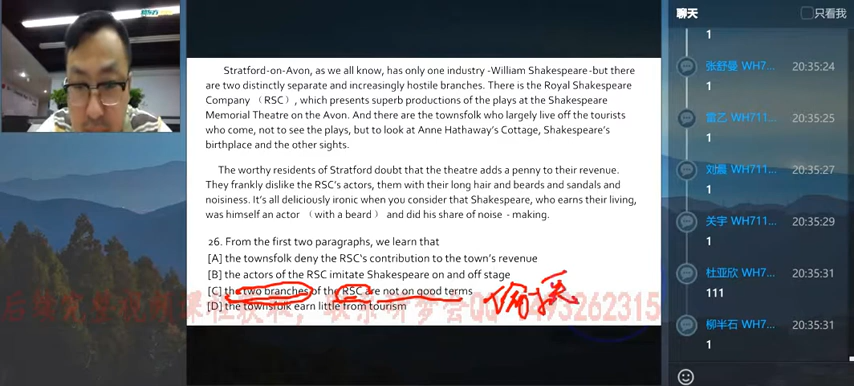 Stratford-on-Avon, as we all know, has only one industry -William Shakespeare -but there
are two distinctly separate and increasingly hostile branches. There is the Royal Shakespeare
Company （RSC）, which presents superb productions of the plays at the Shakespeare
Memorial Theatre on the Avon. And there are the townsfolk who largely live off the tourists
who come, not to see the plays, but to look at Anne Hathaway's Cottage, Shakespeare's
birthplace and the other sights.
The worthy residents of Stratford doubt that the theatre adds a penny to their revenue.
They frankly dislike the RSC's actors, them with their long hair and beards and sandals and
noisiness. It's all deliciously ironic when you consider that Shakespeare, who earns their living,
was himself an actor （with a beard） and did his share of noise - making.
26. From the first two paragraphs, we learn that
[A] the townsfolk deny the RSC's contribution to the town's revenue
[B] the actors of the RSC imitate Shakespeare on and off stage
[C] the two branches of the RSC are not on good terms
[D] the townsfolk earn little from tourism
偷换
493262315
聊天
只看我
1
张舒曼 WH7...
20:35:24
1
雷乙 WH711...
20:35:25
1
刘晨 WH711...
20:35:27
1
关宇 WH711...
20:35:29
1
杜亚欣 WH7...
20:35:31
111
柳半石 WH7...
20:35:31
1